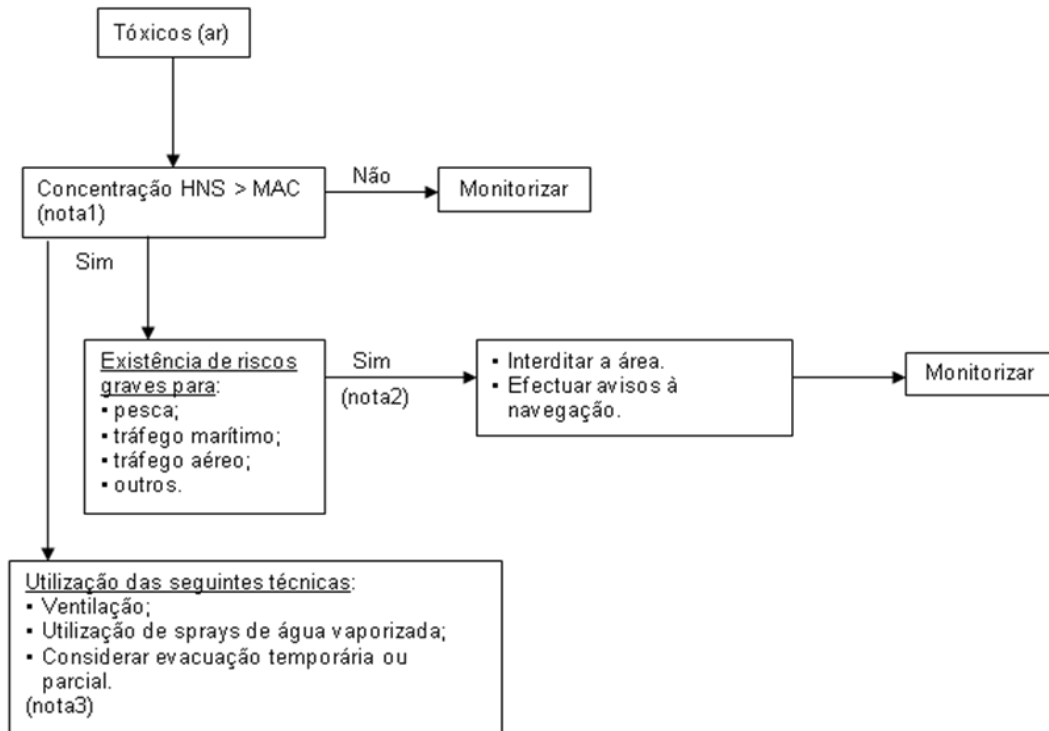 Tóxicos (ar)
Concentração HNS > MAC
(nota1)
Não
Monitorizar
Sim
Existência de riscos
graves para:
▪ pesca;
▪ tráfego marítimo;
▪ tráfego aéreo;
▪ outros.
Sim
(nota2)
▪ Interditar a área.
▪ Efectuar avisos à
navegação.
Monitorizar
Utilização das seguintes técnicas:
▪ Ventilação;
▪ Utilização de sprays de água vaporizada;
▪ Considerar evacuação temporária ou
parcial.
(nota3)